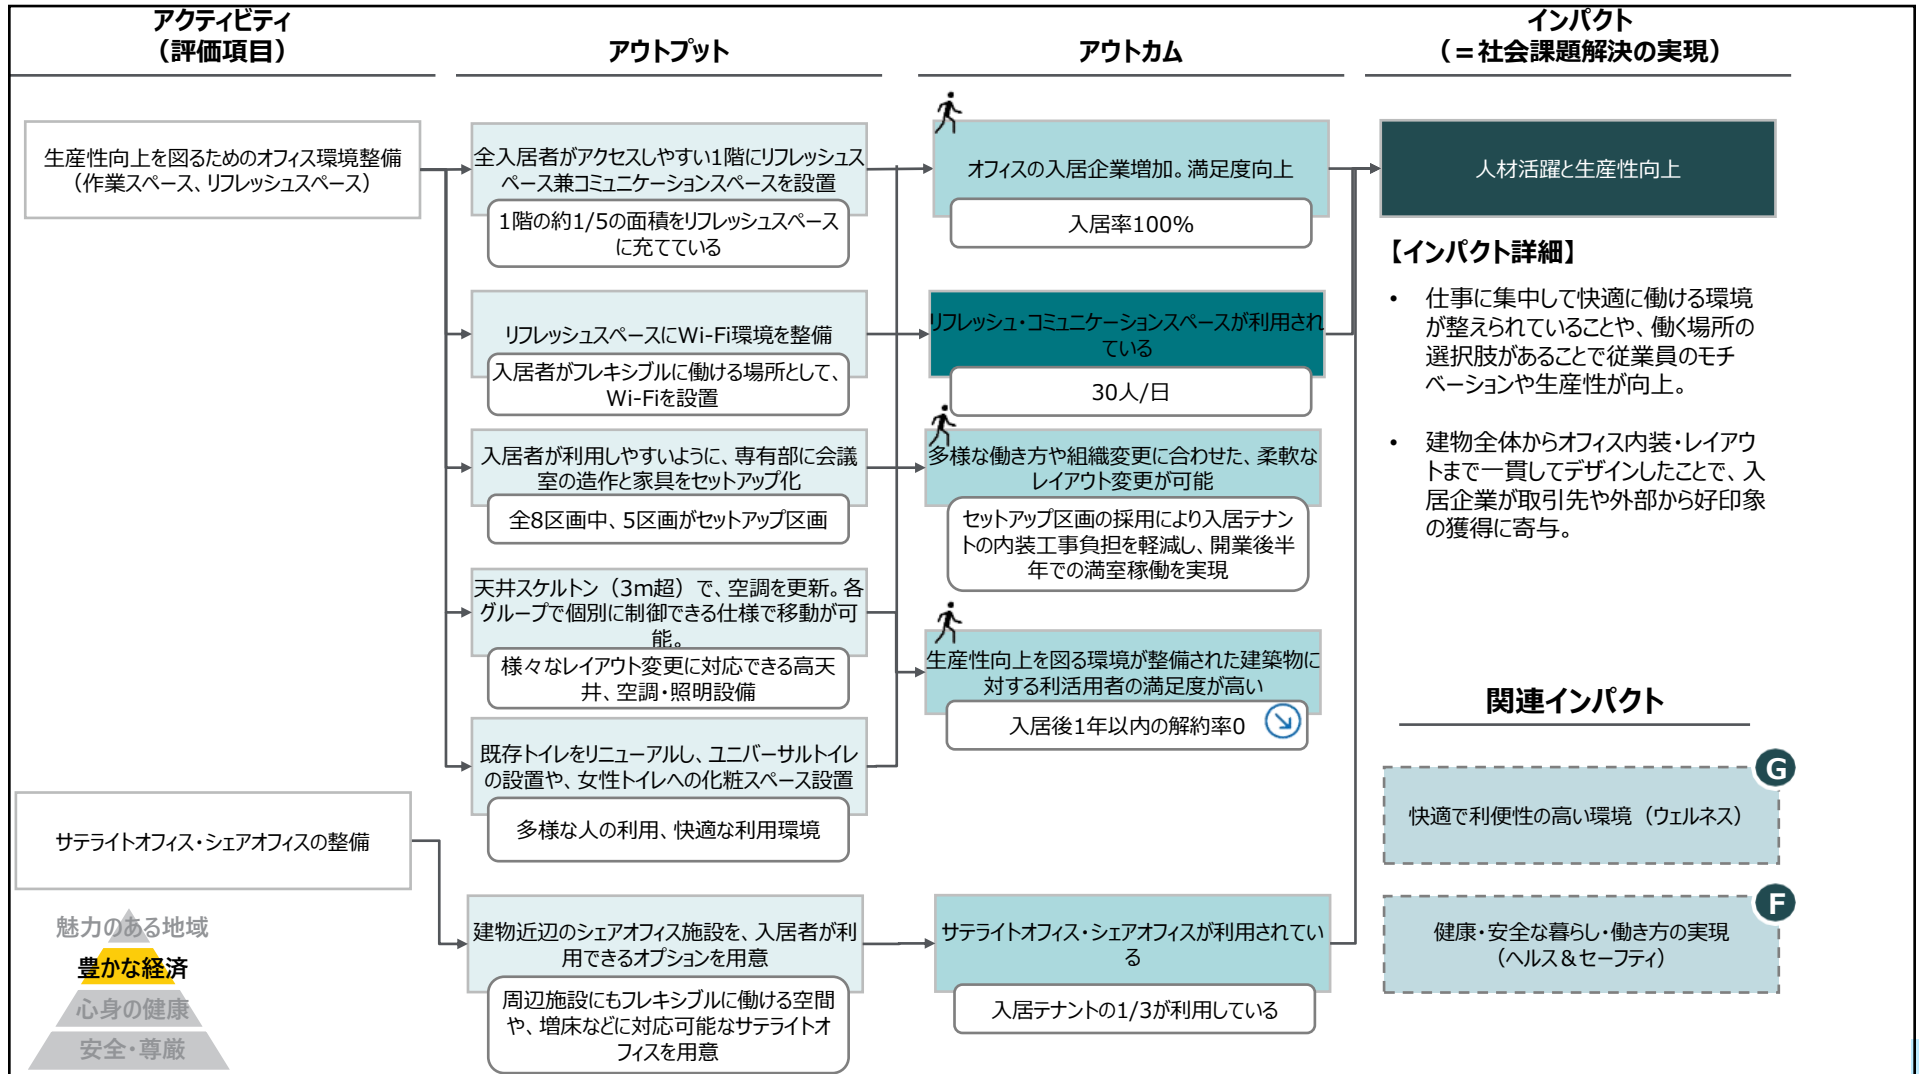 アクティビティ
（評価項目）
アウトプット
アウトカム
インパクト
（＝社会課題解決の実現）
生産性向上を図るためのオフィス環境整備
（作業スペース、リフレッシュスペース）
全入居者がアクセスしやすい1階にリフレッシュス
ペース兼コミュニケーションスペースを設置
1階の約1/5の面積をリフレッシュスペース
に充てている
リフレッシュスペースにWi-Fi環境を整備
入居者がフレキシブルに働ける場所として、
Wi-Fiを設置
入居者が利用しやすいように、専有部に会議
室の造作と家具をセットアップ化
全8区画中、5区画がセットアップ区画
天井スケルトン（3m超）で、空調を更新。各
グループで個別に制御できる仕様で移動が可
能。
様々なレイアウト変更に対応できる高天
井、空調・照明設備
既存トイレをリニューアルし、ユニバーサルトイレ
の設置や、女性トイレへの化粧スペース設置
多様な人の利用、快適な利用環境
サテライトオフィス・シェアオフィスの整備
建物近辺のシェアオフィス施設を、入居者が利
用できるオプションを用意
周辺施設にもフレキシブルに働ける空間
や、増床などに対応可能なサテライトオ
フィスを用意
オフィスの入居企業増加。満足度向上
入居率100%
リフレッシュ・コミュニケーションスペースが利用され
ている
30人/日
多様な働き方や組織変更に合わせた、柔軟な
レイアウト変更が可能
セットアップ区画の採用により入居テナン
トの内装工事負担を軽減し、開業後半
年での満室稼働を実現
生産性向上を図る環境が整備された建築物に
対する利活用者の満足度が高い
入居後1年以内の解約率0
サテライトオフィス・シェアオフィスが利用されてい
る
入居テナントの1/3が利用している
人材活躍と生産性向上
【インパクト詳細】
• 仕事に集中して快適に働ける環境
が整えられていることや、働く場所の
選択肢があることで従業員のモチ
ベーションや生産性が向上。
• 建物全体からオフィス内装・レイアウ
トまで一貫してデザインしたことで、入
居企業が取引先や外部から好印象
の獲得に寄与。
関連インパクト
G
快適で利便性の高い環境（ウェルネス）
F
健康・安全な暮らし・働き方の実現
（ヘルス＆セーフティ）
魅力のある地域
豊かな経済
心身の健康
安全・尊厳